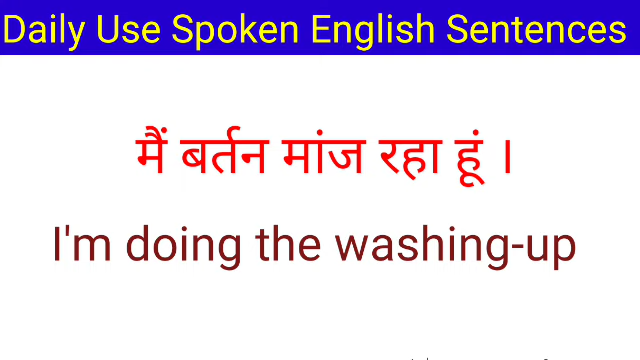 Daily Use Spoken English Sentences
मैं बर्तन मांज रहा हूं ।
I'm doing the washing-up